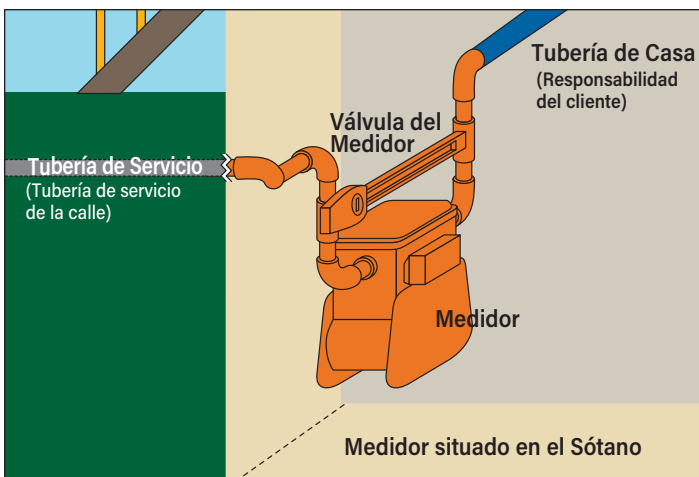 Tubería de Casa
(Responsabilidad
del cliente)
Válvula del
Medidor
Tubería de Servicio
(Tubería de servicio
de la calle)
Medidor
Medidor situado en el Sótano